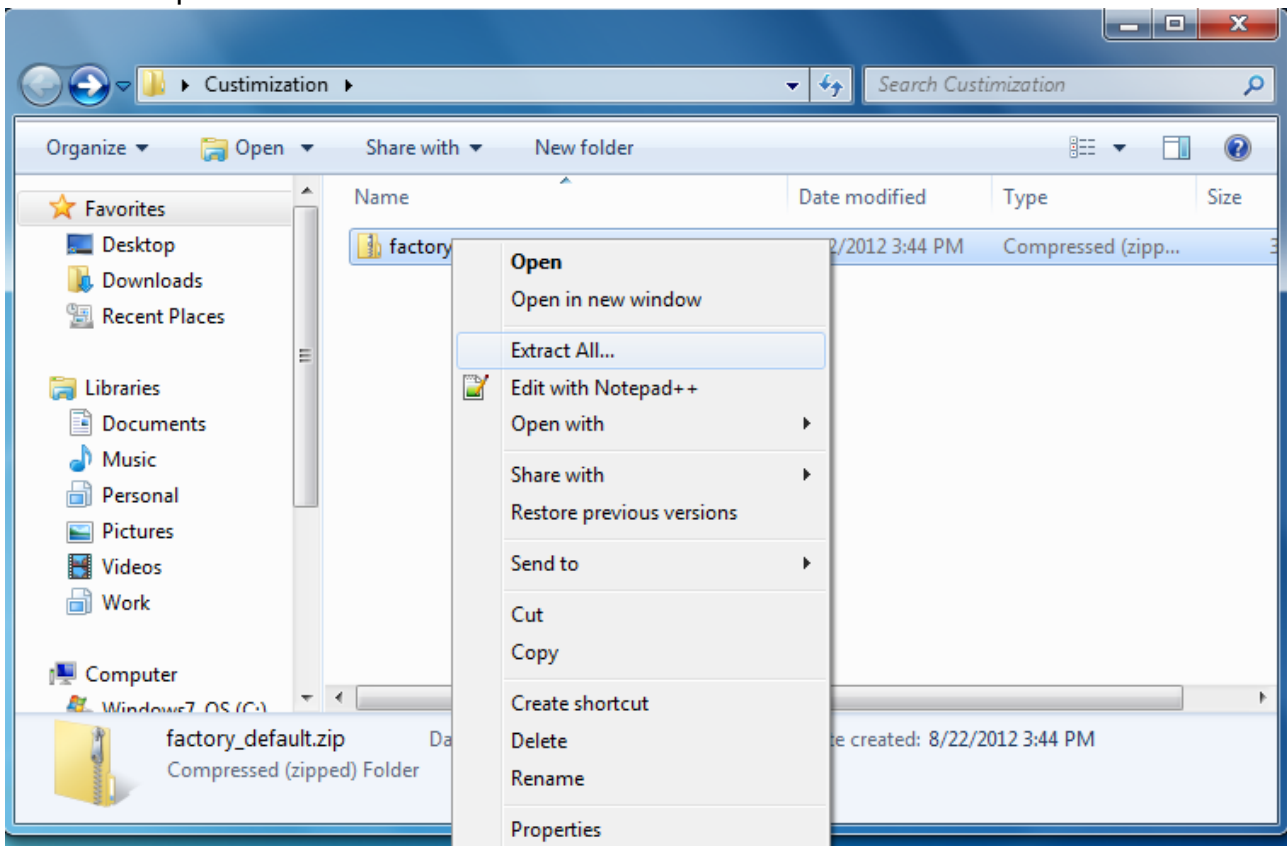 Custimization
Search Custimization
Organize
Open
Share with
New folder
Name
Date modified
Type
Size
Favorites
Desktop
Downloads
Recent Places
Libraries
Documents
Music
Personal
Pictures
Videos
Work
Computer
Windows7_OS (C:)
factory
2/2012 3:44 PM
Compressed (zipp...
3
Open
Open in new window
Extract All...
Edit with Notepad++
Open with
Share with
Restore previous versions
Send to
Cut
Copy
Create shortcut
Delete
Rename
Properties
factory_default.zip
Da
te created: 8/22/2012 3:44 PM
Compressed (zipped) Folder